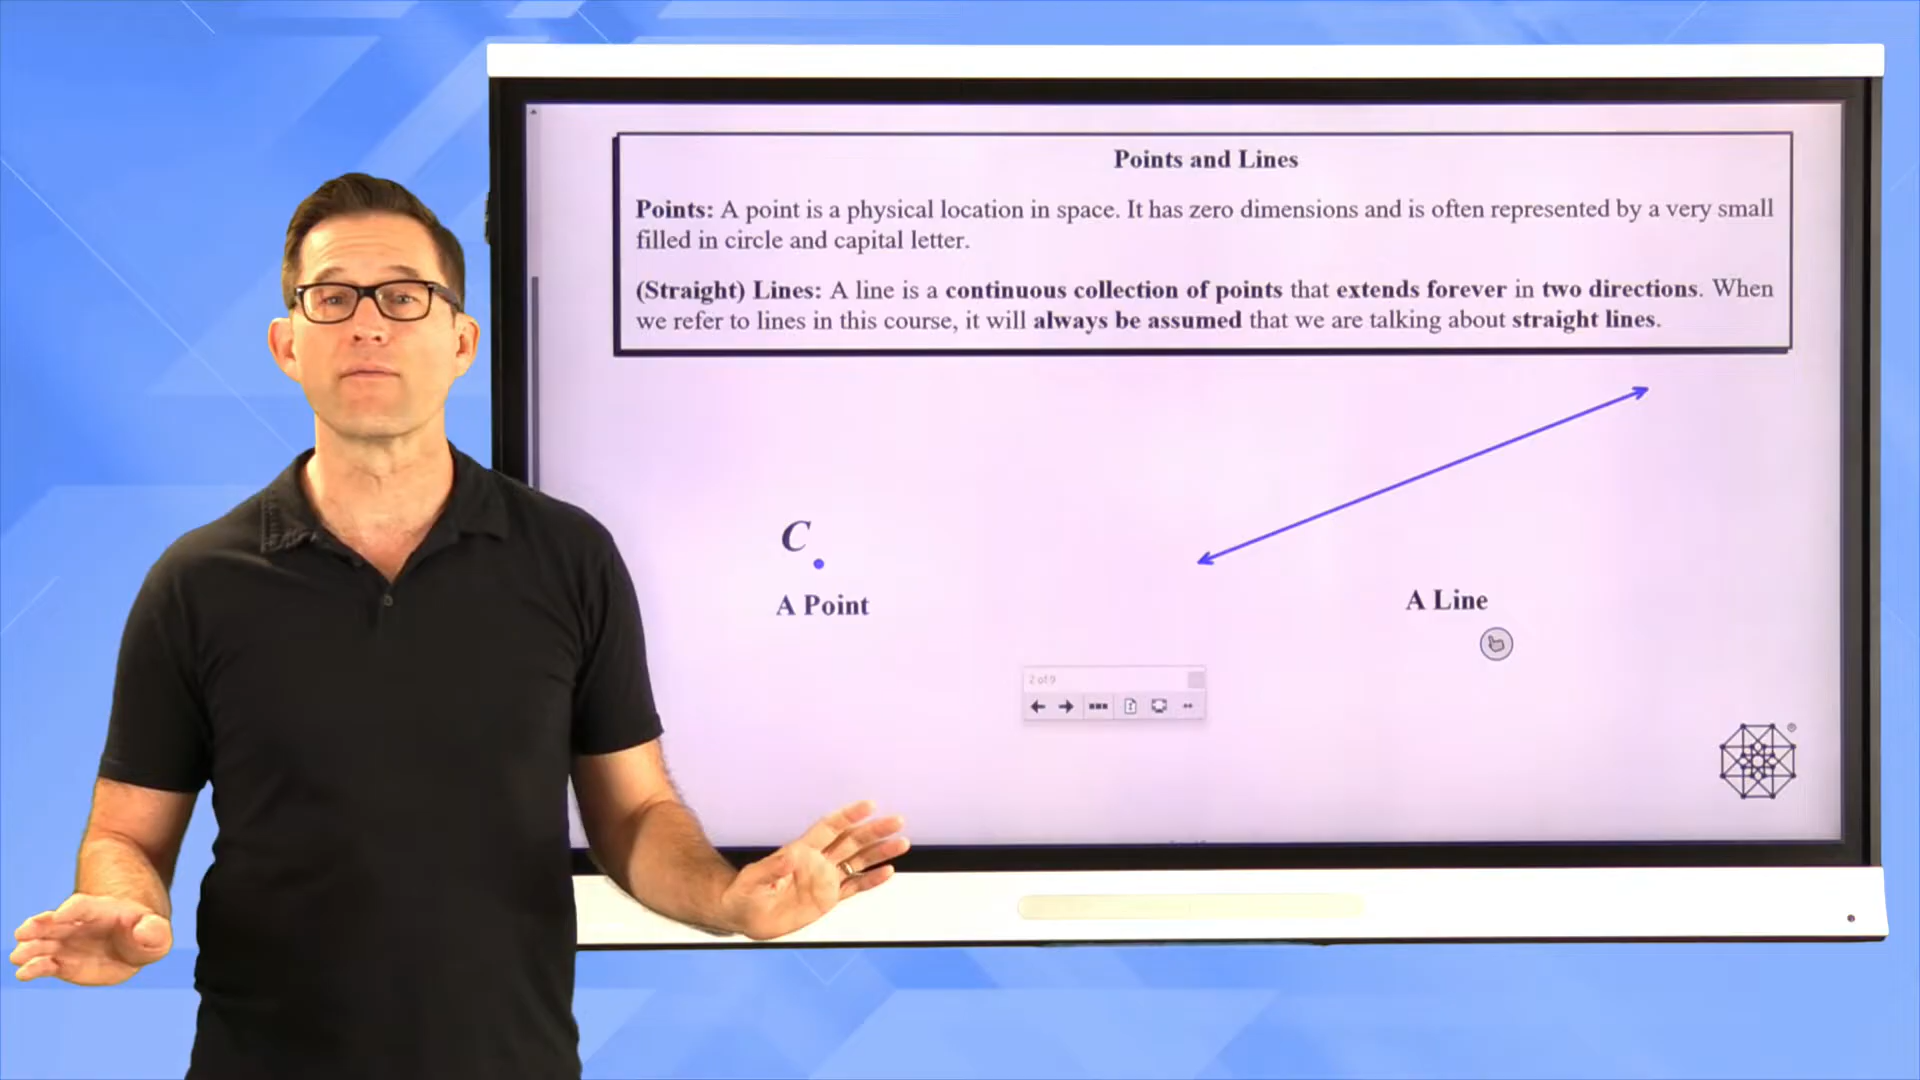 Points and Lines
Points: A point is a physical location in space. It has zero dimensions and is often represented by a very small
filled in circle and capital letter.
(Straight) Lines: A line is a continuous collection of points that extends forever in two directions. When
we refer to lines in this course, it will always be assumed that we are talking about straight lines.
C
A Point
A Line
2 of 9
®